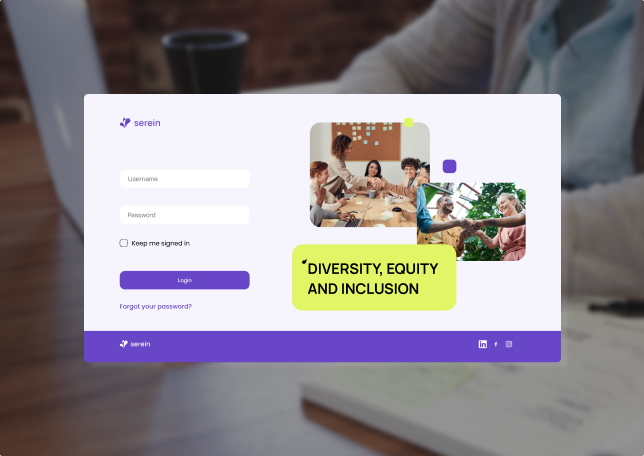 serein
Username
Password
Keep me signed in
Login
Forgot your password?
DIVERSITY, EQUITY
AND INCLUSION
serein